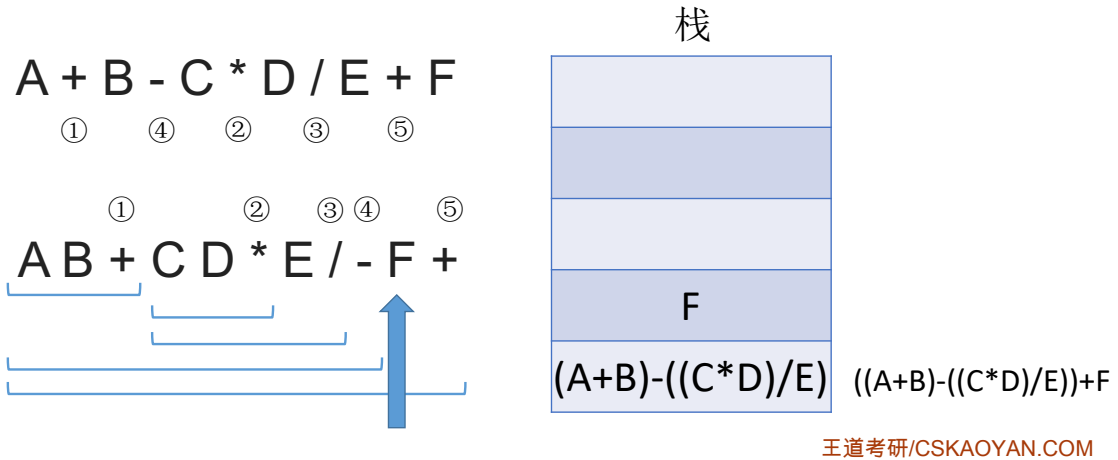 栈
A + B - C * D / E + F
① ④ ② ③ ⑤
① ② ③ ④ ⑤
A B + C D * E / - F +
F
(A+B)-((C*D)/E) ((A+B)-((C*D)/E))+F
王道考研/CSKAOYAN.COM